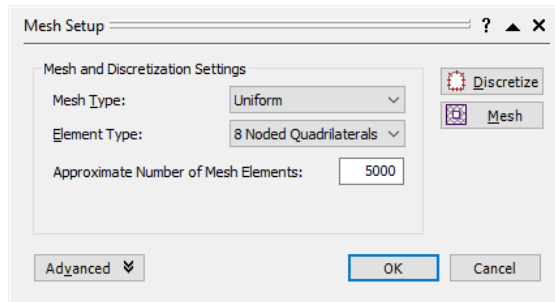 Mesh Setup ?
Mesh and Discretization Settings
Mesh Type: Uniform
Element Type: 8 Noded Quadrilaterals
Approximate Number of Mesh Elements: 5000
Discretize
Mesh
Advanced
OK Cancel